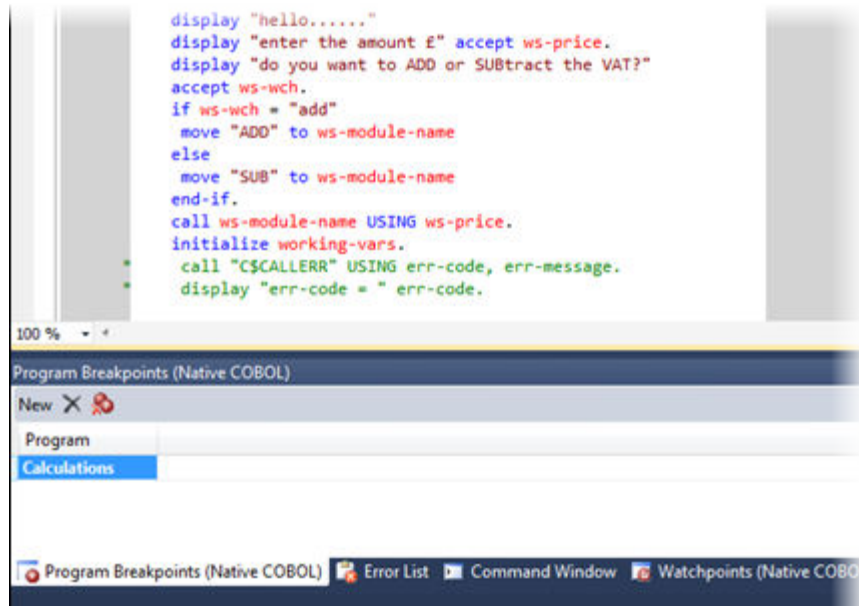 display "hello......"
display "enter the amount £" accept ws-price.
display "do you want to ADD or SUBtract the VAT?"
accept ws-wch.
if ws-wch = "add"
move "ADD" to ws-module-name
else
move "SUB" to ws-module-name
end-if.
call ws-module-name USING ws-price.
initialize working-vars.
* call "C$CALLERR" USING err-code, err-message.
* display "err-code = " err-code.
100 %
Program Breakpoints (Native COBOL)
New
Program
Calculations
Program Breakpoints (Native COBOL) Error List Command Window Watchpoints (Native